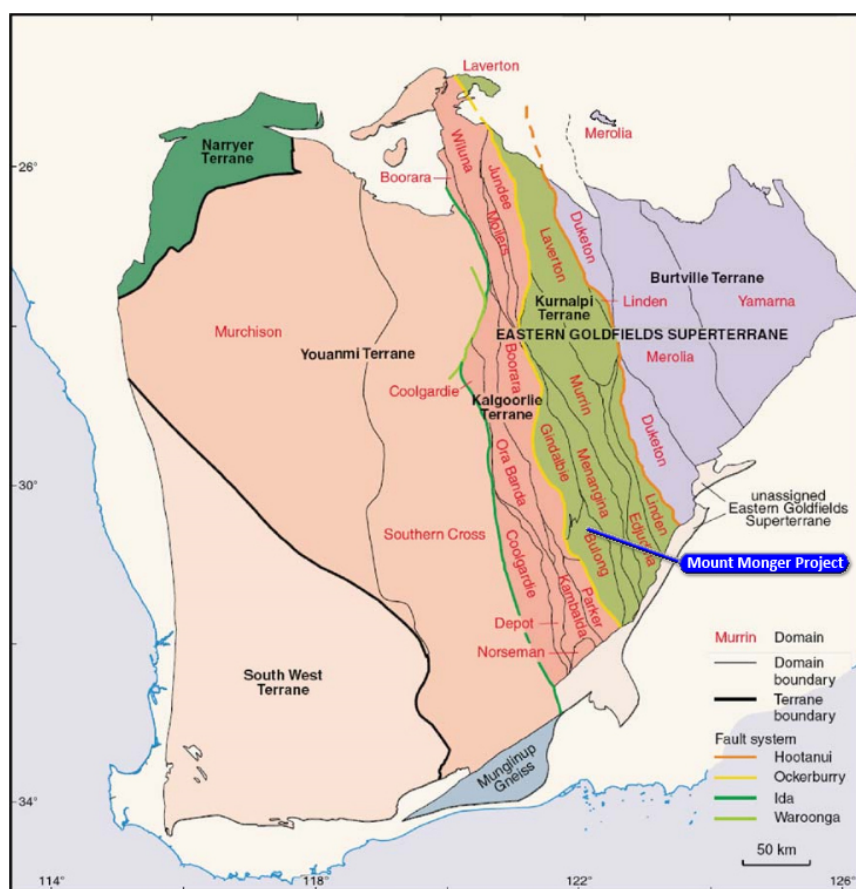 Laverton
Narryer
Terrane
Merolia
26°
Wiluna
Boorara
Jundee
Moilers
Duketon
Laverton
Burtville Terrane
Kurnalpi
Terrane
Linden
Yamarna
Murchison
EASTERN GOLDFIELDS SUPERTERRANE
Youanmi Terrane
Merolia
Boorara
Coolgardie
Kalgoorlie
Terrane
Murrin
Gindalbie
Duketon
Ora Banda
Menangina
30°
unassigned
Eastern Goldfields
Superterrane
Linden
Edjudina
Southern Cross
Coolgardie
Bulong
Mount Monger Project
Parker
Kambalda
Depot
Norseman
South West
Terrane
Murrin Domain
Domain
boundary
Terrane
boundary
Fault system
Hootanui
Ockerburry
Ida
Waroonga
Munglinup
Gneiss
34°
50 km
114° 118° 122° 126°